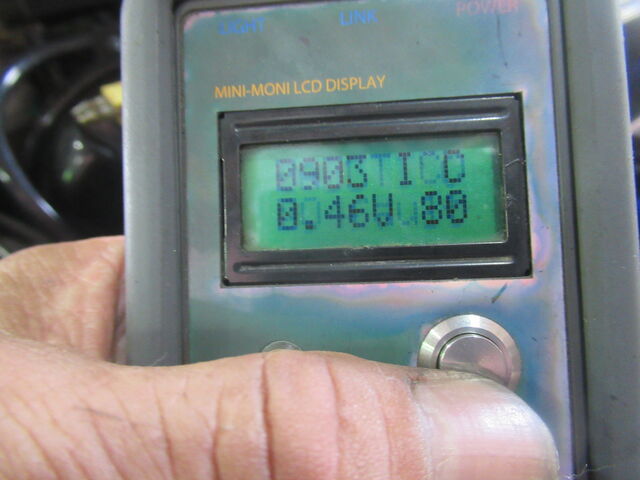 LIGHT LINK POWER
MINI-MONI LCD DISPLAY
0903TICO
0.46V 80